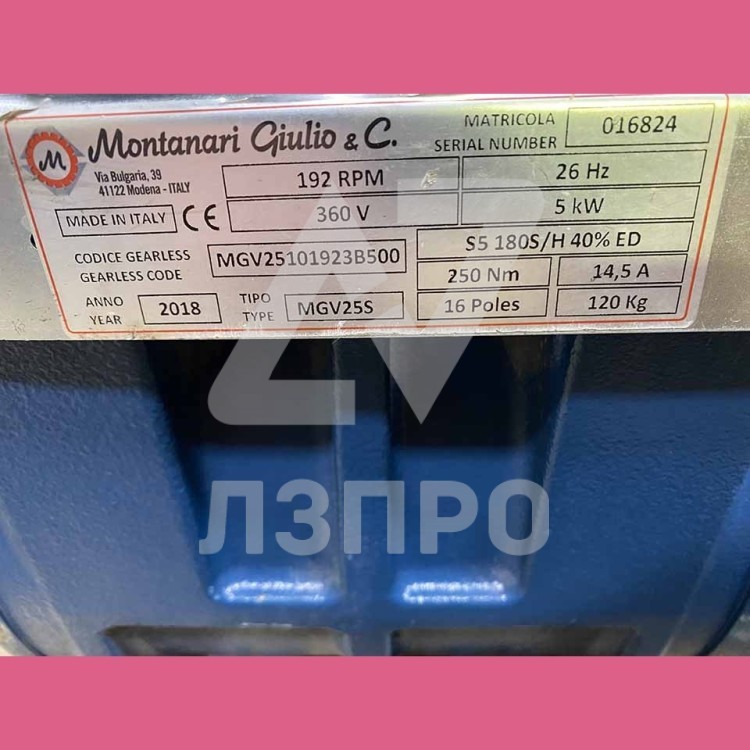 M Montanari Giulio & C.
Via Bulgaria, 39
41122 Modena - ITALY
MATRICOLA
SERIAL NUMBER
016824
192 RPM
26 Hz
MADE IN ITALY CE
360 V
5 kW
CODICE GEARLESS
GEARLESS CODE
MGV25101923B500
S5 180S/H 40% ED
250 Nm
14,5 A
ANNO
YEAR
2018
TIPO
TYPE
MGV25S
16 Poles
120 Kg
ЛЗПРО